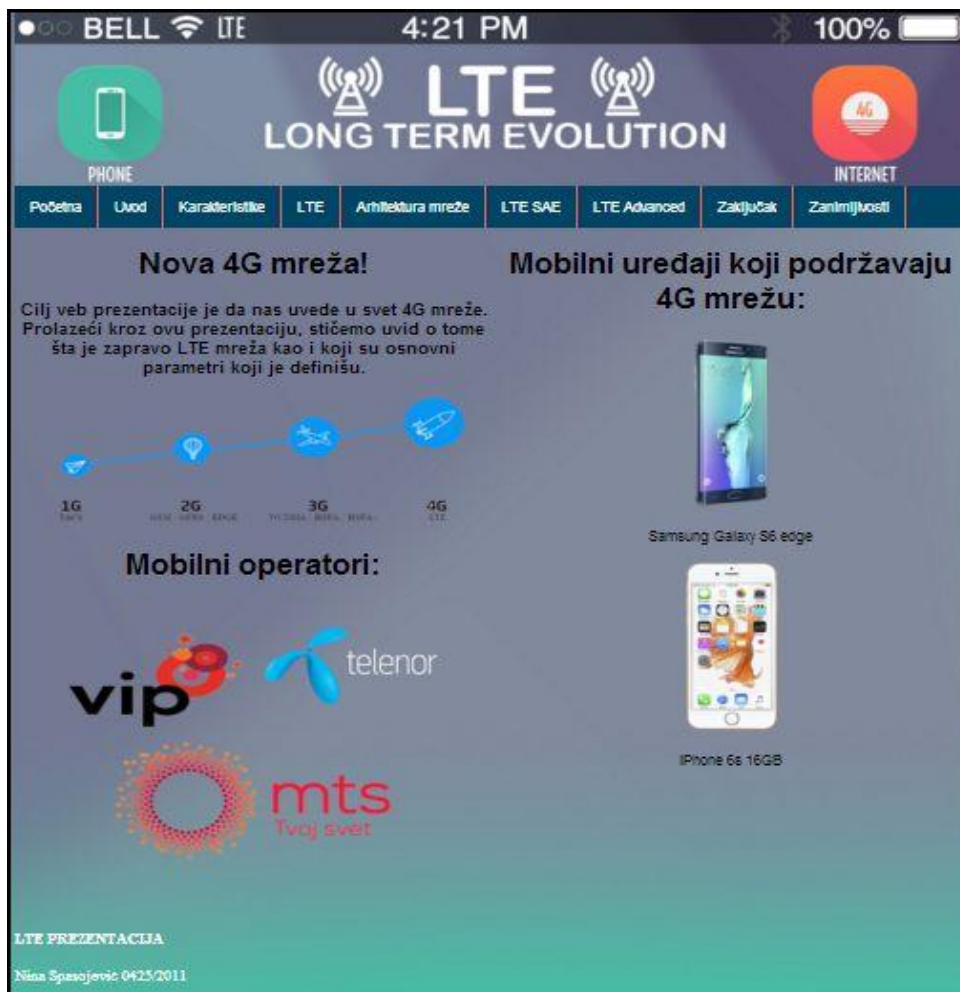 BELL LTE 4:21 PM 100%
LTE
LONG TERM EVOLUTION
PHONE
4G
INTERNET
Početna Uvod Karakteristike LTE Arhitektura mreže LTE SAE LTE Advanced Zaključak Zanimljivosti
Nova 4G mreža!
Cilj veb prezentacije je da nas uvede u svet 4G mreže.
Prolazeći kroz ovu prezentaciju, stičemo uvid o tome
šta je zapravo LTE mreža kao i koji su osnovni
parametri koji je definišu.
1G 2G 3G 4G
LTE
Mobilni operatori:
vip
telenor
mts
Tvoj svet
Mobilni uređaji koji podržavaju
4G mrežu:
Samsung Galaxy S6 edge
iPhone 6s 16GB
LTE PREZENTACIJA
Nina Spasojević 0425/2011